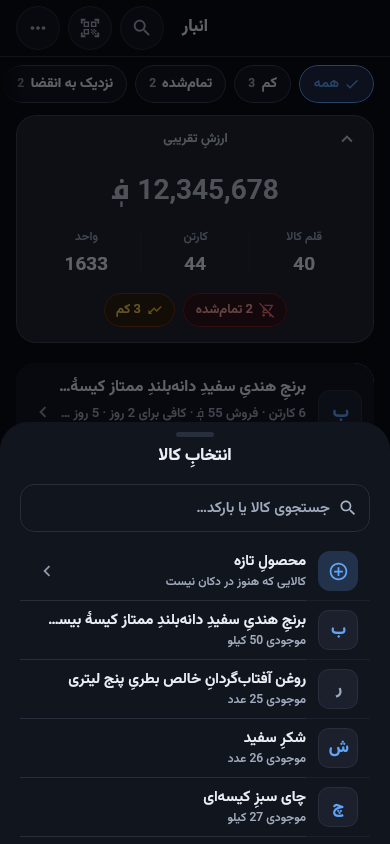 انبار
همه
کم 3
تمام‌شده 2
نزدیک به انقضا 2
ارزشِ تقریبی
12,345,678 ؋
قلم کالا
کارتن
واحد
40
44
1633
2 تمام‌شده
3 کم
برنجِ هندیِ سفیدِ دانه‌بلندِ ممتاز کیسهٔ...
ب
6 کارتن · فروش 55 ؋ · کافی برای 2 روز · 5 روز ...
انتخابِ کالا
جستجوی کالا یا بارکد...
محصولِ تازه
کالایی که هنوز در دکان نیست
ب
برنجِ هندیِ سفیدِ دانه‌بلندِ ممتاز کیسهٔ بیس...
موجودی 50 کیلو
ر
روغن آفتاب‌گردانِ خالص بطریِ پنج لیتری
موجودی 25 عدد
ش
شکرِ سفید
موجودی 26 عدد
چ
چای سبزِ کیسه‌ای
موجودی 27 کیلو